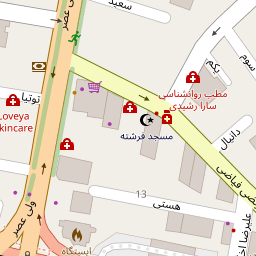 سعید
ولی عصر
سوم
یکم
توتیا
Loveya
skincare
مطب روانشناسی
سارا رشیدی
دانیال
مسجد فرشته
13
هستی
ولی عصر
ایستگاه